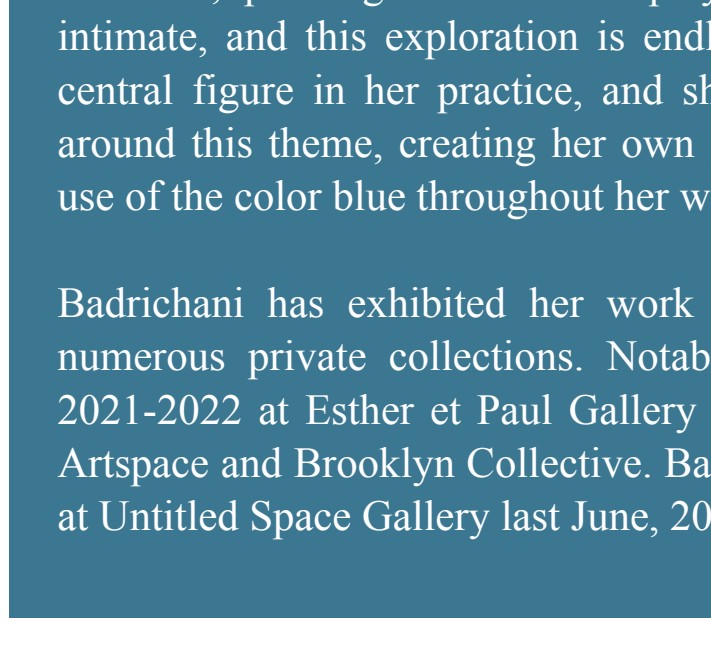 intimate, and this exploration is endl
central figure in her practice, and sh
around this theme, creating her own
use of the color blue throughout her w
Badrichani has exhibited her work
numerous private collections. Notab
2021-2022 at Esther et Paul Gallery
Artspace and Brooklyn Collective. Ba
at Untitled Space Gallery last June, 20